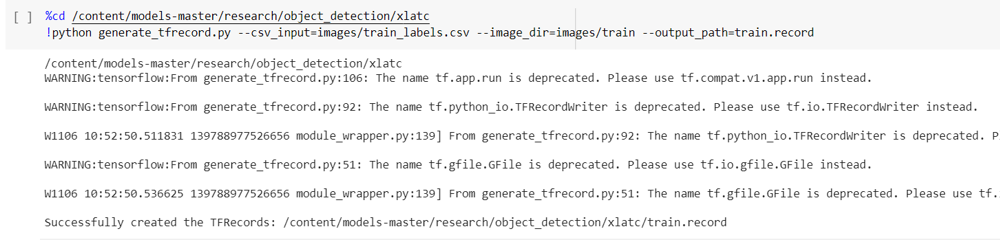 [ ] %cd /content/models-master/research/object_detection/xlatc
!python generate_tfrecord.py --csv_input=images/train_labels.csv --image_dir=images/train --output_path=train.record
/content/models-master/research/object_detection/xlatc
WARNING:tensorflow:From generate_tfrecord.py:106: The name tf.app.run is deprecated. Please use tf.compat.v1.app.run instead.
WARNING:tensorflow:From generate_tfrecord.py:92: The name tf.python_io.TFRecordWriter is deprecated. Please use tf.io.TFRecordWriter instead.
W1106 10:52:50.511831 139788977526656 module_wrapper.py:139] From generate_tfrecord.py:92: The name tf.python_io.TFRecordWriter is deprecated. P
WARNING:tensorflow:From generate_tfrecord.py:51: The name tf.gfile.GFile is deprecated. Please use tf.io.gfile.GFile instead.
W1106 10:52:50.536625 139788977526656 module_wrapper.py:139] From generate_tfrecord.py:51: The name tf.gfile.GFile is deprecated. Please use tf.
Successfully created the TFRecords: /content/models-master/research/object_detection/xlatc/train.record